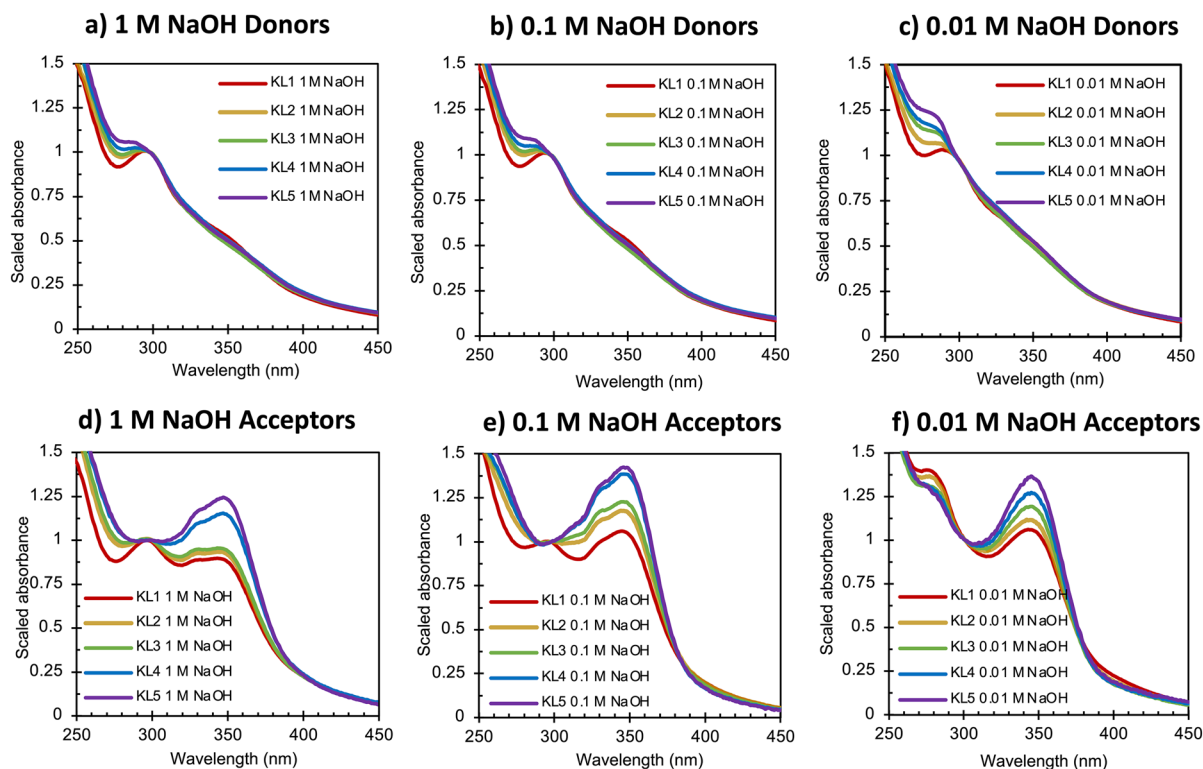 a) 1 M NaOH Donors
1.5
1.25
1
0.75
0.5
0.25
0
250 300 350 400 450
Scaled absorbance
Wavelength (nm)
KL1 1M NaOH
KL2 1M NaOH
KL3 1M NaOH
KL4 1M NaOH
KL5 1M NaOH
b) 0.1 M NaOH Donors
1.5
1.25
1
0.75
0.5
0.25
0
250 300 350 400 450
Scaled absorbance
Wavelength (nm)
KL1 0.1M NaOH
KL2 0.1M NaOH
KL3 0.1M NaOH
KL4 0.1M NaOH
KL5 0.1M NaOH
c) 0.01 M NaOH Donors
1.5
1.25
1
0.75
0.5
0.25
0
250 300 350 400 450
Scaled absorbance
Wavelength (nm)
KL1 0.01 M NaOH
KL2 0.01 M NaOH
KL3 0.01 M NaOH
KL4 0.01 M NaOH
KL5 0.01 M NaOH
d) 1 M NaOH Acceptors
1.5
1.25
1
0.75
0.5
0.25
0
250 300 350 400 450
Scaled absorbance
Wavelength (nm)
KL1 1 M NaOH
KL2 1 M NaOH
KL3 1 M NaOH
KL4 1 M NaOH
KL5 1 M NaOH
e) 0.1 M NaOH Acceptors
1.5
1.25
1
0.75
0.5
0.25
0
250 300 350 400 450
Scaled absorbance
Wavelength (nm)
KL1 0.1 M NaOH
KL2 0.1 M NaOH
KL3 0.1 M NaOH
KL4 0.1 M NaOH
KL5 0.1 M NaOH
f) 0.01 M NaOH Acceptors
1.5
1.25
1
0.75
0.5
0.25
0
250 300 350 400 450
Scaled absorbance
Wavelength (nm)
KL1 0.01 M NaOH
KL2 0.01 M NaOH
KL3 0.01 M NaOH
KL4 0.01 M NaOH
KL5 0.01 M NaOH